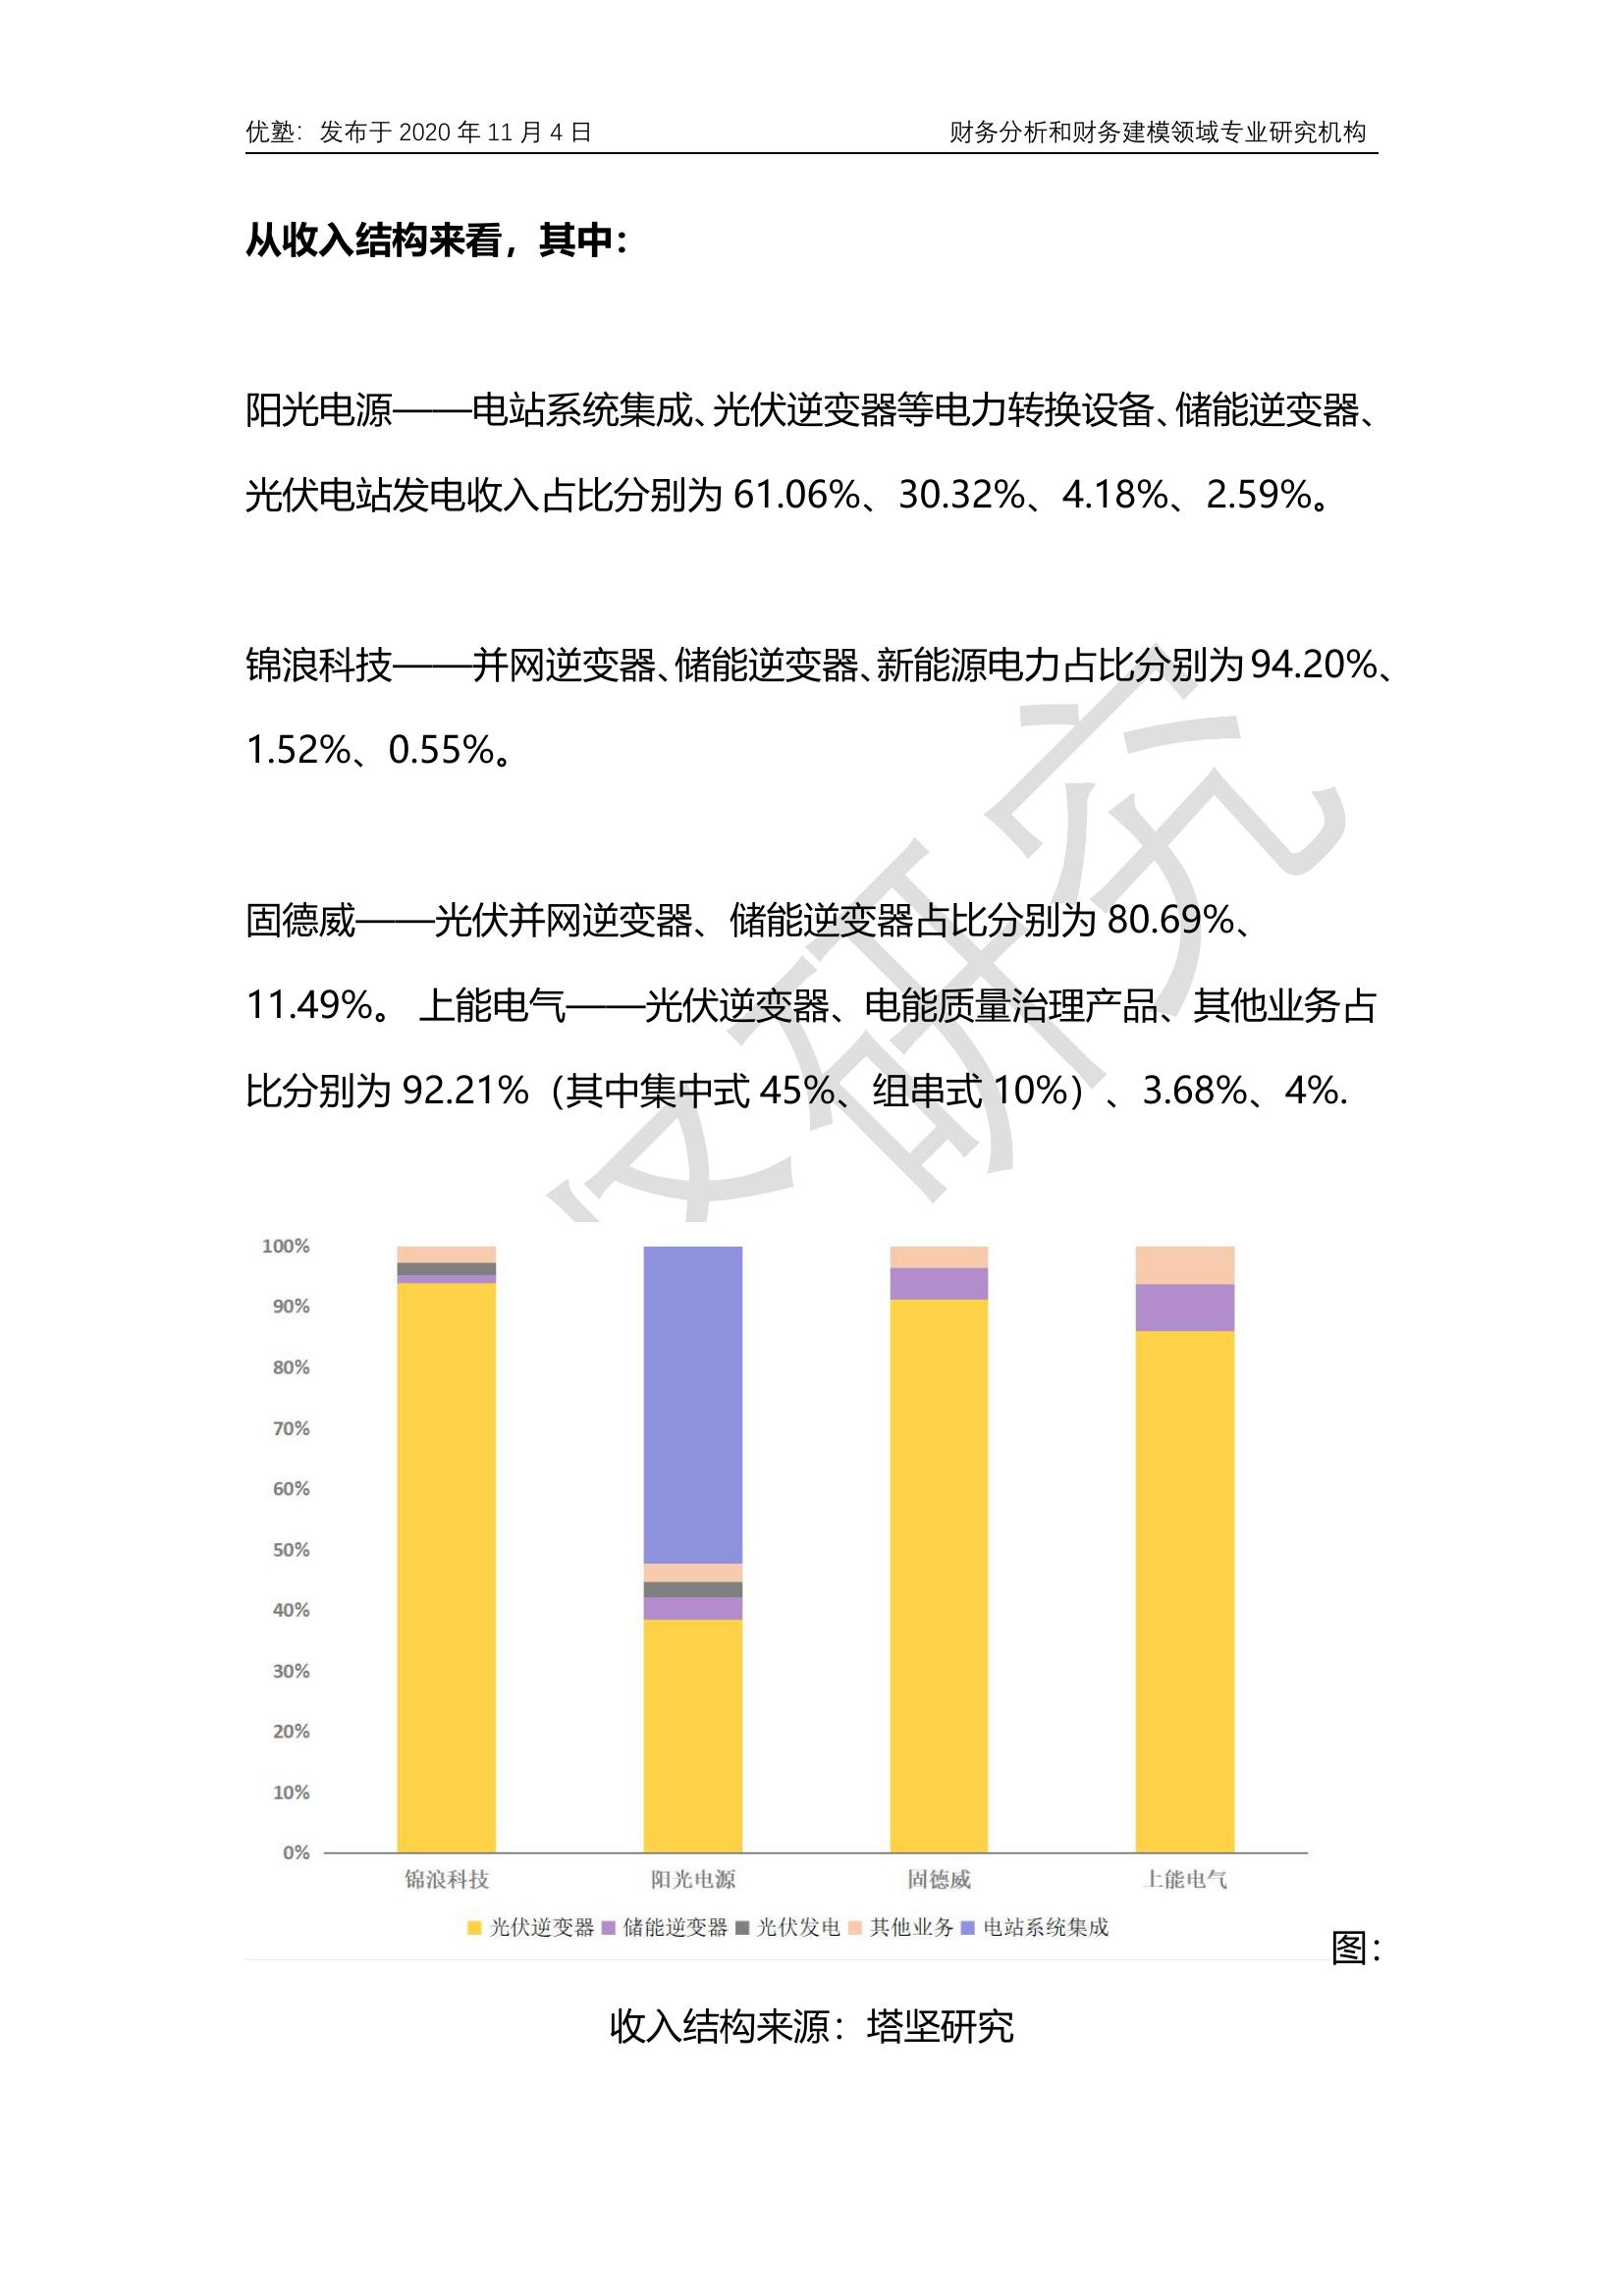 优塾：发布于 2020 年 11 月 4 日 财务分析和财务建模领域专业研究机构
从收入结构来看，其中：
阳光电源——电站系统集成、光伏逆变器等电力转换设备、储能逆变器、
光伏电站发电收入占比分别为 61.06%、30.32%、4.18%、2.59%。
锦浪科技——并网逆变器、储能逆变器、新能源电力占比分别为 94.20%、
1.52%、0.55%。
固德威——光伏并网逆变器、储能逆变器占比分别为 80.69%、
11.49%。 上能电气——光伏逆变器、电能质量治理产品、其他业务占
比分别为 92.21%（其中集中式 45%、组串式 10%）、3.68%、4%.
研究
100%
90%
80%
70%
60%
50%
40%
30%
20%
10%
0%
锦浪科技 阳光电源 固德威 上能电气
光伏逆变器 储能逆变器 光伏发电 其他业务 电站系统集成
图：
收入结构来源：塔坚研究